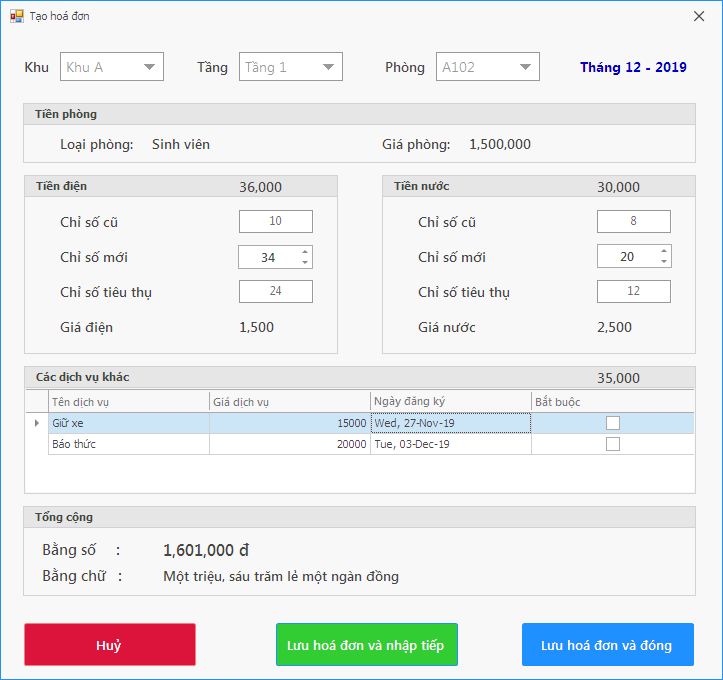 Tạo hoá đơn
Khu Khu A Tầng Tầng 1 Phòng A102 Tháng 12 - 2019
Tiền phòng
Loại phòng: Sinh viên Giá phòng: 1,500,000
Tiền điện 36,000 Tiền nước 30,000
Chỉ số cũ 10 Chỉ số cũ 8
Chỉ số mới 34 Chỉ số mới 20
Chỉ số tiêu thụ 24 Chỉ số tiêu thụ 12
Giá điện 1,500 Giá nước 2,500
Các dịch vụ khác 35,000
Tên dịch vụ Giá dịch vụ Ngày đăng ký Bắt buộc
Giữ xe 15000 Wed, 27-Nov-19
Báo thức 20000 Tue, 03-Dec-19
Tổng cộng
Bằng số : 1,601,000 đ
Bằng chữ : Một triệu, sáu trăm lẻ một ngàn đồng
Huỷ Lưu hoá đơn và nhập tiếp Lưu hoá đơn và đóng